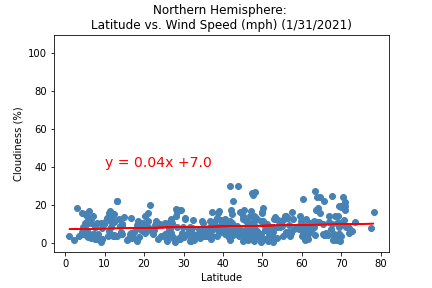 Northern Hemisphere:
Latitude vs. Wind Speed (mph) (1/31/2021)
100
80
60
40
20
0
Cloudiness (%)
y = 0.04x +7.0
0 10 20 30 40 50 60 70 80
Latitude